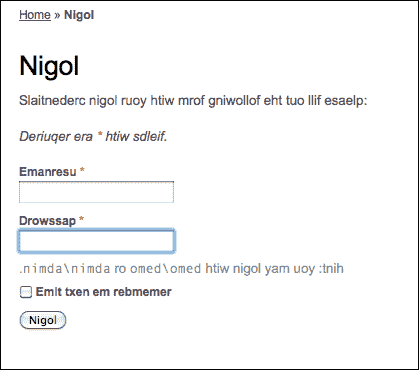 Home » Nigol
Nigol
Slaitnederc nigol ruoy htiw mrof gniwollof eht tuo llif esaelp:
Deriuqer era * htiw sdleif.
Emanresu *
Drowssap *
.nimda\nimda ro omed\omed htiw nigol yam uoy :tnih
Emit txen em rebmemer
Nigol